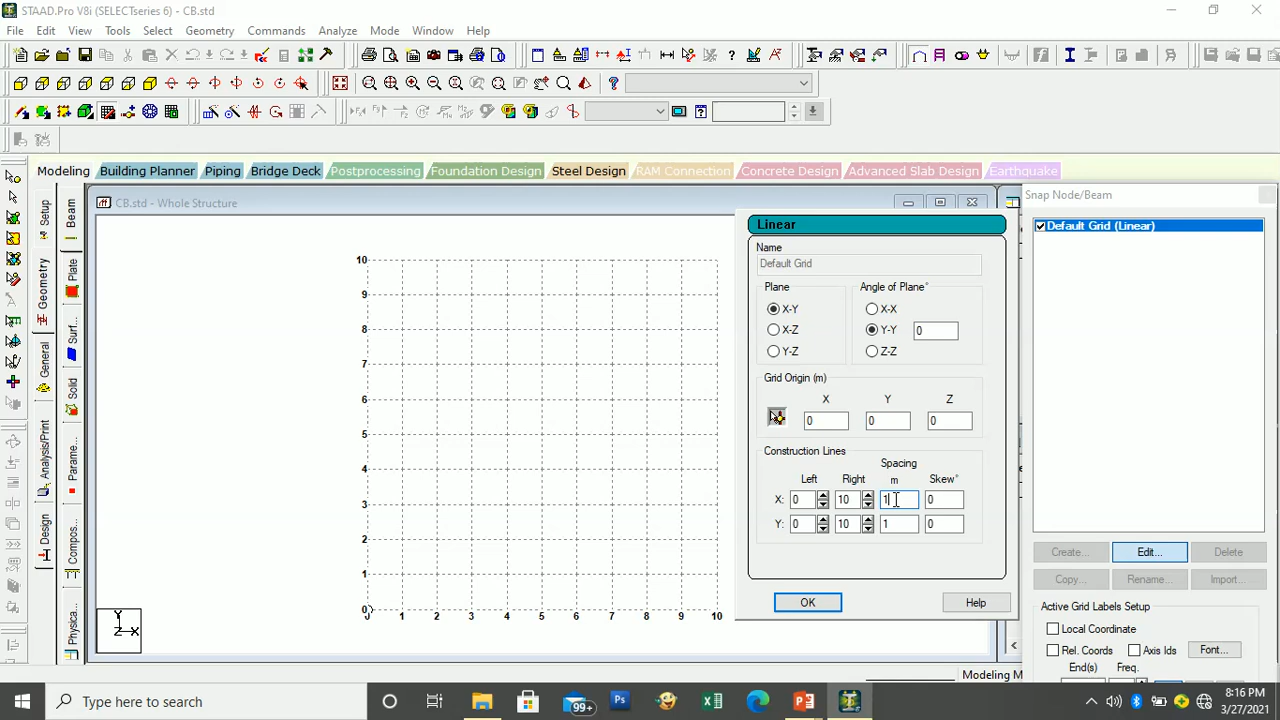 STAAD.Pro V8i (SELECTseries 6) - CB.std
File Edit View Tools Select Geometry Commands Analyze Mode Window Help
Modeling Building Planner Piping Bridge Deck Postprocessing Foundation Design Steel Design RAM Connection Concrete Design Advanced Slab Design Earthquake
CB.std - Whole Structure
Setup
Geometry
General
Analysis/Print
Design
Beam
Plate
Surf...
Solid
Parame...
Compos...
Physica...
10
9
8
7
6
5
4
3
2
1
0
0 1 2 3 4 5 6 7 8 9 10
Y
Z X
Linear
Name
Default Grid
Plane
X-Y
X-Z
Y-Z
Angle of Plane°
X-X
Y-Y 0
Z-Z
Grid Origin (m)
X Y Z
0 0 0
Construction Lines
Spacing
Left Right m Skew°
X: 0 10 1 0
Y: 0 10 1 0
OK Help
Snap Node/Beam
Default Grid (Linear)
Create... Edit... Delete
Copy... Rename... Import...
Active Grid Labels Setup
Local Coordinate
Rel. Coords Axis Ids Font...
End(s) Freq.
Modeling M
Type here to search
99+
8:16 PM
3/27/2021